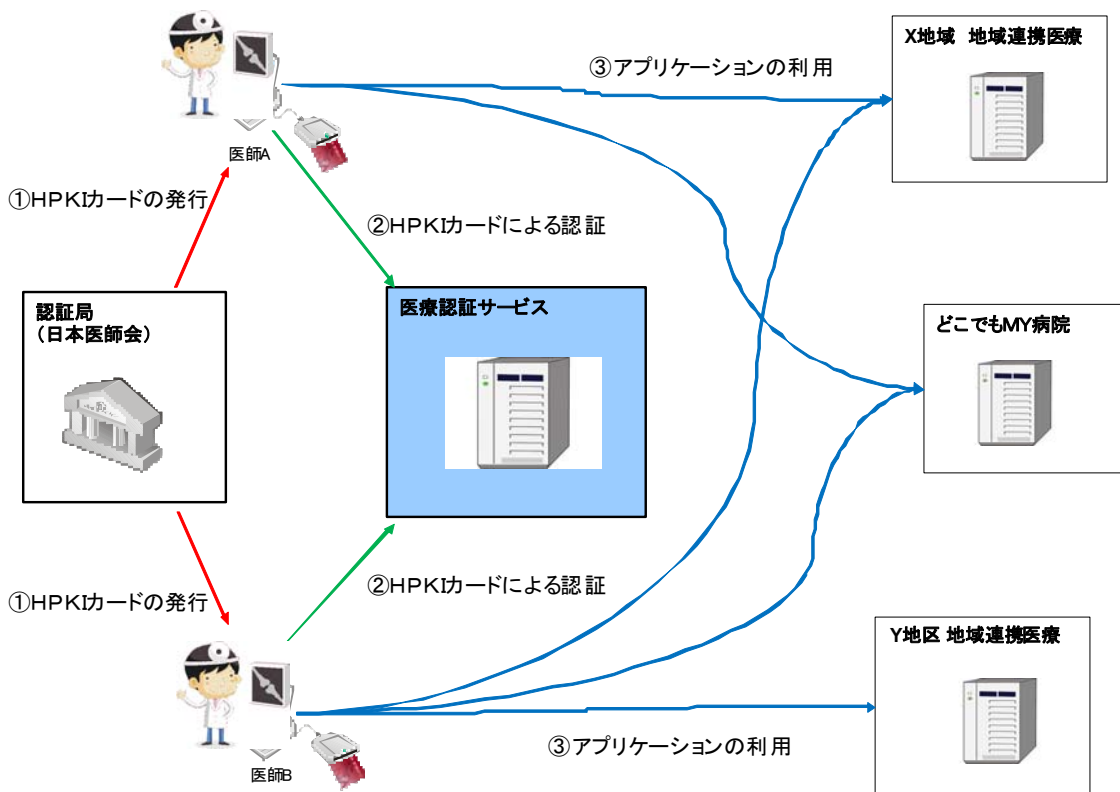 X地域 地域連携医療
③アプリケーションの利用
医師A
①HPKIカードの発行
②HPKIカードによる認証
認証局
(日本医師会)
医療認証サービス
どこでもMY病院
②HPKIカードによる認証
①HPKIカードの発行
Y地区 地域連携医療
③アプリケーションの利用
医師B